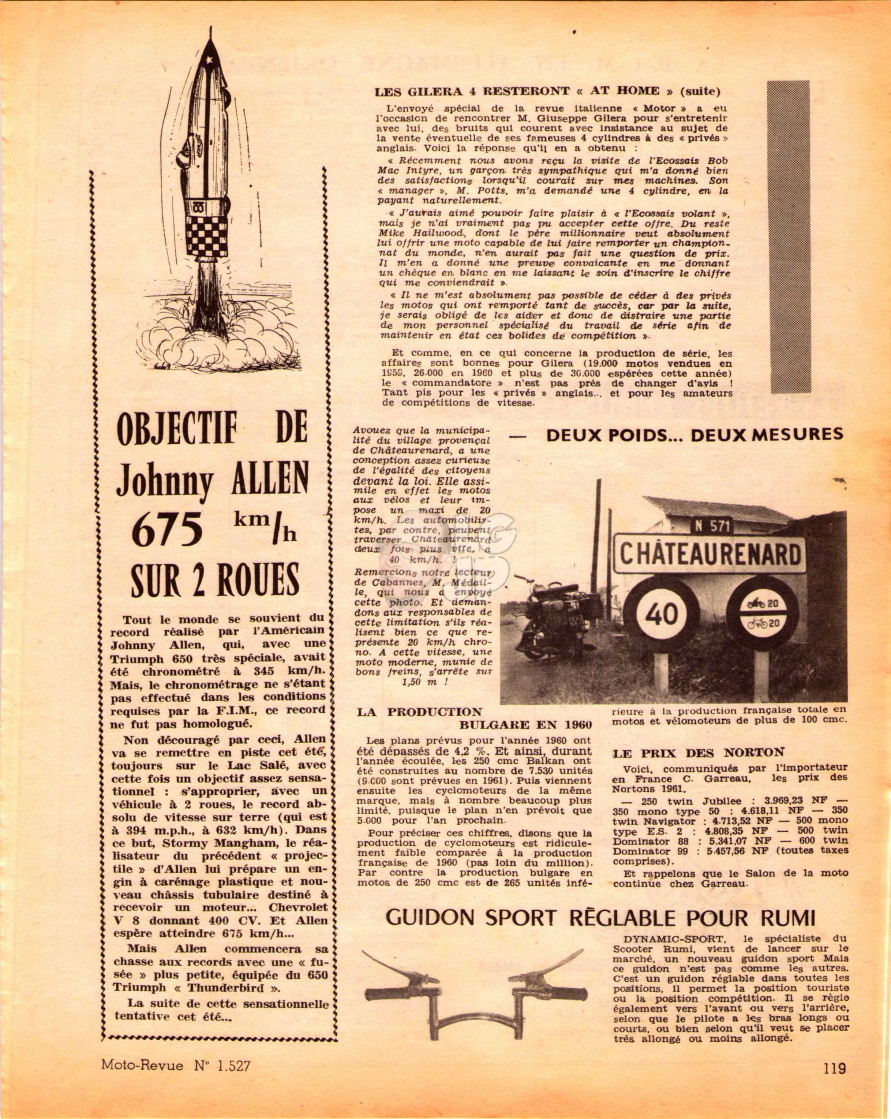 LES GILERA 4 RESTERONT « AT HOME » (suite)
L'envoyé spécial de la revue italienne « Motor » a eu
l'occasion de rencontrer M. Giuseppe Gilera pour s'entretenir
avec lui, des bruits qui courent avec insistance au sujet de
la vente éventuelle de ses fameuses 4 cylindres à des « privés »
anglais. Voici la réponse qu'il en a obtenu :
« Récemment nous avons reçu la visite de l'Ecossais Bob
Mac Intyre, un garçon très sympathique qui m'a donné bien
des satisfactions lorsqu'il courait sur mes machines. Son
« manager », M. Potts, m'a demandé une 4 cylindre, en la
payant naturellement.
« J'aurais aimé pouvoir faire plaisir à « l'Ecossais volant »,
mais je n'ai vraiment pas pu accepter cette offre. Du reste
Mike Hailwood, dont le père millionnaire veut absolument
lui offrir une moto capable de lui faire remporter un champion-
nat du monde, n'en aurait pas fait une question de prix.
Il m'en a donné une preuve convaicante en me donnant
un chèque en blanc en me laissant le soin d'inscrire le chiffre
qui me conviendrait ».
« Il ne m'est absolument pas possible de céder à des privés
les motos qui ont remporté tant de succès, car par la suite,
je serais obligé de les aider et donc de distraire une partie
de mon personnel spécialisé du travail de série afin de
maintenir en état ces bolides de compétition ».
Et comme, en ce qui concerne la production de série, les
affaires sont bonnes pour Gilera (19.000 motos vendues en
1959, 26.000 en 1960 et plus de 30.000 espérées cette année)
le « commandatore » n'est pas près de changer d'avis !
Tant pis pour les « privés » anglais... et pour les amateurs
de compétitions de vitesse.
OBJECTIF DE
Johnny ALLEN
675 km/h
SUR 2 ROUES
Tout le monde se souvient du
record réalisé par l'Américain
Johnny Allen, qui, avec une
Triumph 650 très spéciale, avait
été chronométré à 345 km/h.
Mais, le chronométrage ne s'étant
pas effectué dans les conditions
requises par la F.I.M., ce record
ne fut pas homologué.
Non découragé par ceci, Allen
va se remettre en piste cet été,
toujours sur le Lac Salé, avec
cette fois un objectif assez sensa-
tionnel : s'approprier, avec un
véhicule à 2 roues, le record ab-
solu de vitesse sur terre (qui est
à 394 m.p.h., à 632 km/h). Dans
ce but, Stormy Mangham, le réa-
lisateur du précédent « projec-
tile » d'Allen lui prépare un en-
gin à carénage plastique et nou-
veau châssis tubulaire destiné à
recevoir un moteur... Chevrolet
V 8 donnant 400 CV. Et Allen
espère atteindre 675 km/h...
Mais Allen commencera sa
chasse aux records avec une « fu-
sée » plus petite, équipée du 650
Triumph « Thunderbird ».
La suite de cette sensationnelle
tentative cet été...
— DEUX POIDS... DEUX MESURES
Avouez que la municipa-
lité du village provençal
de Châteaurenard, a une
conception assez curieuse
de l'égalité des citoyens
devant la loi. Elle assi-
mile en effet les motos
aux vélos et leur im-
pose un maxi de 20
km/h. Les automobilis-
tes, par contre, peuvent
traverser Châteaurenard
deux fois plus vite, à
40 km/h. !
Remercions notre lecteur
de Cabannes, M. Médail-
le, qui nous a envoyé
cette photo. Et deman-
dons aux responsables de
cette limitation s'ils réa-
lisent bien ce que re-
présente 20 km/h chro-
no. A cette vitesse, une
moto moderne, munie de
bons freins, s'arrête sur
1,50 m !
N 571
CHÂTEAURENARD
40
20
20
LA PRODUCTION
BULGARE EN 1960
Les plans prévus pour l'année 1960 ont
été dépassés de 4,2 %. Et ainsi, durant
l'année écoulée, les 250 cmc Balkan ont
été construites au nombre de 7.530 unités
(9.000 sont prévues en 1961). Puis viennent
ensuite les cyclomoteurs de la même
marque, mais à nombre beaucoup plus
limité, puisque le plan n'en prévoit que
5.000 pour l'an prochain.
Pour préciser ces chiffres, disons que la
production de cyclomoteurs est ridicule-
ment faible comparée à la production
française de 1960 (pas loin du million).
Par contre la production bulgare en
motos de 250 cmc est de 265 unités infé-
rieure à la production française totale en
motos et vélomoteurs de plus de 100 cmc.
LE PRIX DES NORTON
Voici, communiqués par l'importateur
en France C. Garreau, les prix des
Nortons 1961.
— 250 twin Jubilee : 3.969,23 NF —
350 mono type 50 : 4.618,11 NF — 350
twin Navigator : 4.713,52 NF — 500 mono
type E.S. 2 : 4.808,35 NF — 500 twin
Dominator 88 : 5.341,07 NF — 600 twin
Dominator 99 : 5.457,56 NF (toutes taxes
comprises).
Et rappelons que le Salon de la moto
continue chez Garreau.
GUIDON SPORT RÉGLABLE POUR RUMI
DYNAMIC-SPORT, le spécialiste du
Scooter Rumi, vient de lancer sur le
marché, un nouveau guidon sport Mais
ce guidon n'est pas comme les autres.
C'est un guidon réglable dans toutes les
positions, il permet la position touriste
ou la position compétition. Il se règle
également vers l'avant ou vers l'arrière,
selon que le pilote a les bras longs ou
courts, ou bien selon qu'il veut se placer
très allongé ou moins allongé.
Moto-Revue N° 1.527
119